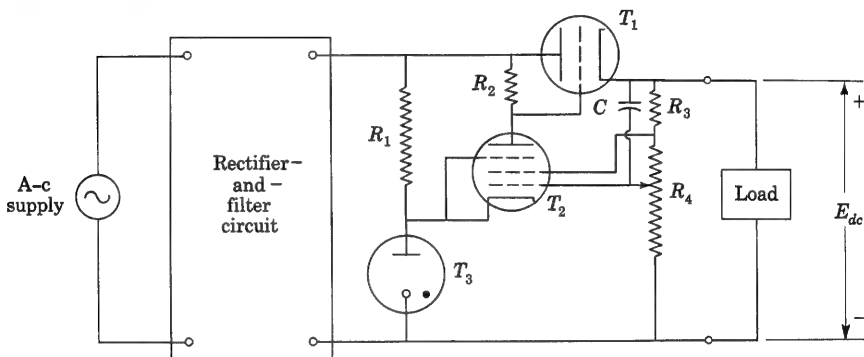 T1
R2
C
R3
R1
Rectifier-
and-
filter
circuit
A-c
supply
T2
R4
Load
Edc
T3
+
−